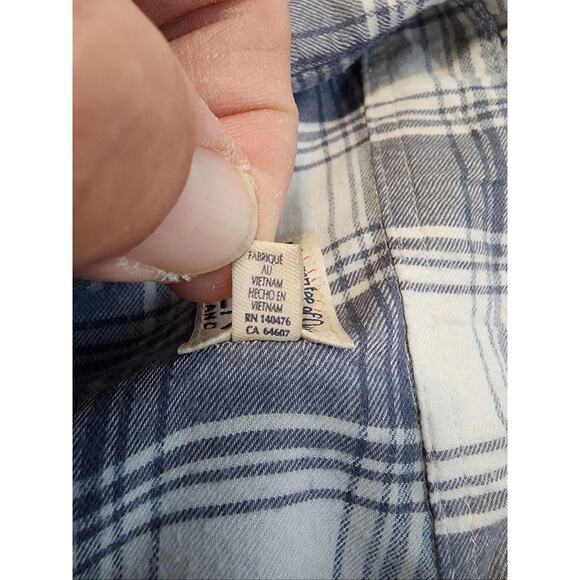 FABRIQUÉ
AU
VIETNAM
HECHO EN
VIETNAM
RN 140476
CA 64607